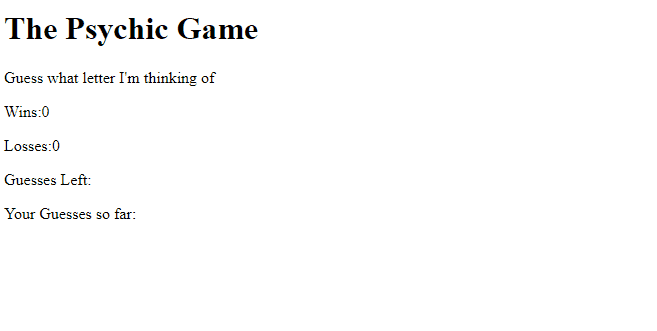 The Psychic Game
Guess what letter I'm thinking of
Wins:0
Losses:0
Guesses Left:
Your Guesses so far: